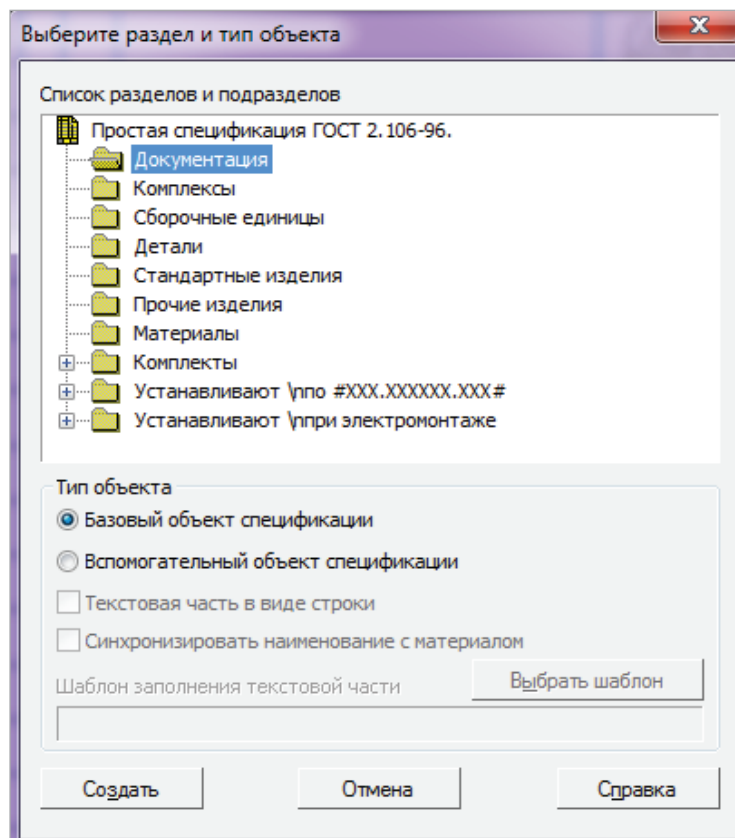 Выберите раздел и тип объекта
Список разделов и подразделов
Простая спецификация ГОСТ 2.106-96.
Документация
Комплексы
Сборочные единицы
Детали
Стандартные изделия
Прочие изделия
Материалы
Комплекты
Устанавливают \nпо #XXX.XXXXXX.XXX#
Устанавливают \nпри электромонтаже
Тип объекта
Базовый объект спецификации
Вспомогательный объект спецификации
Текстовая часть в виде строки
Синхронизировать наименование с материалом
Шаблон заполнения текстовой части
Выбрать шаблон
Создать Отмена Справка